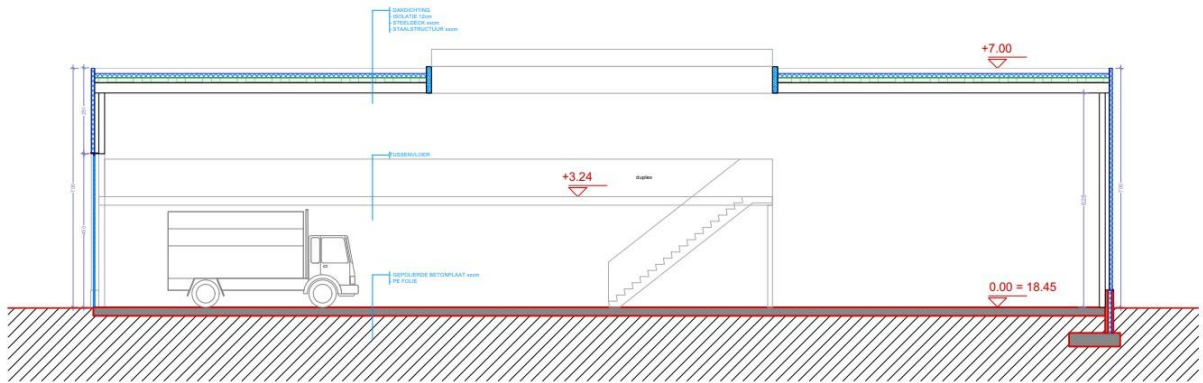 DAKDICHTING
ISOLATIE 12cm
STEELDECK xxcm
STAALSTRUCTUUR xxcm
+7.00
TUSSENVLOER
+3.24
duplex
GEPOLIERDE BETONPLAAT xxcm
PE FOLIE
0.00 = 18.45